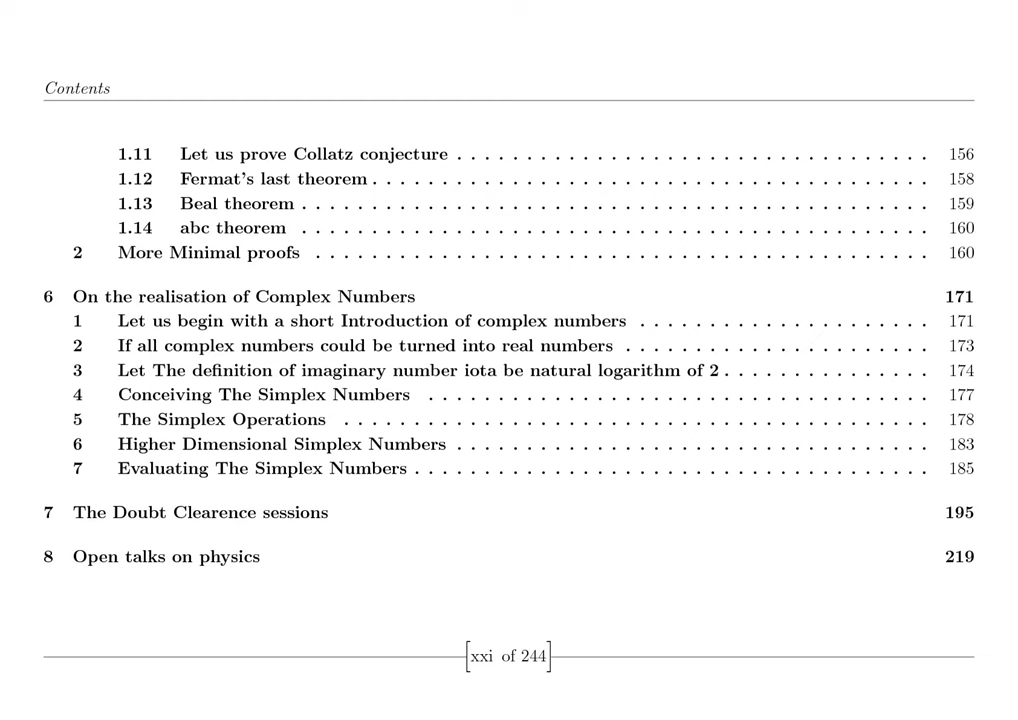 Contents
1.11 Let us prove Collatz conjecture . . . . . . . . . . . . . . . . . . . . . . . . . . . . . . . . . . 156
1.12 Fermat's last theorem . . . . . . . . . . . . . . . . . . . . . . . . . . . . . . . . . . . . . . . . 158
1.13 Beal theorem . . . . . . . . . . . . . . . . . . . . . . . . . . . . . . . . . . . . . . . . . . . . . 159
1.14 abc theorem . . . . . . . . . . . . . . . . . . . . . . . . . . . . . . . . . . . . . . . . . . . . . 160
2 More Minimal proofs . . . . . . . . . . . . . . . . . . . . . . . . . . . . . . . . . . . . . . . . . . . . 160
6 On the realisation of Complex Numbers 171
1 Let us begin with a short Introduction of complex numbers . . . . . . . . . . . . . . . . . . . . . 171
2 If all complex numbers could be turned into real numbers . . . . . . . . . . . . . . . . . . . . . . 173
3 Let The definition of imaginary number iota be natural logarithm of 2 . . . . . . . . . . . . . . . 174
4 Conceiving The Simplex Numbers . . . . . . . . . . . . . . . . . . . . . . . . . . . . . . . . . . . . 177
5 The Simplex Operations . . . . . . . . . . . . . . . . . . . . . . . . . . . . . . . . . . . . . . . . . . 178
6 Higher Dimensional Simplex Numbers . . . . . . . . . . . . . . . . . . . . . . . . . . . . . . . . . . 183
7 Evaluating The Simplex Numbers . . . . . . . . . . . . . . . . . . . . . . . . . . . . . . . . . . . . . 185
7 The Doubt Clearence sessions 195
8 Open talks on physics 219
[xxi of 244]